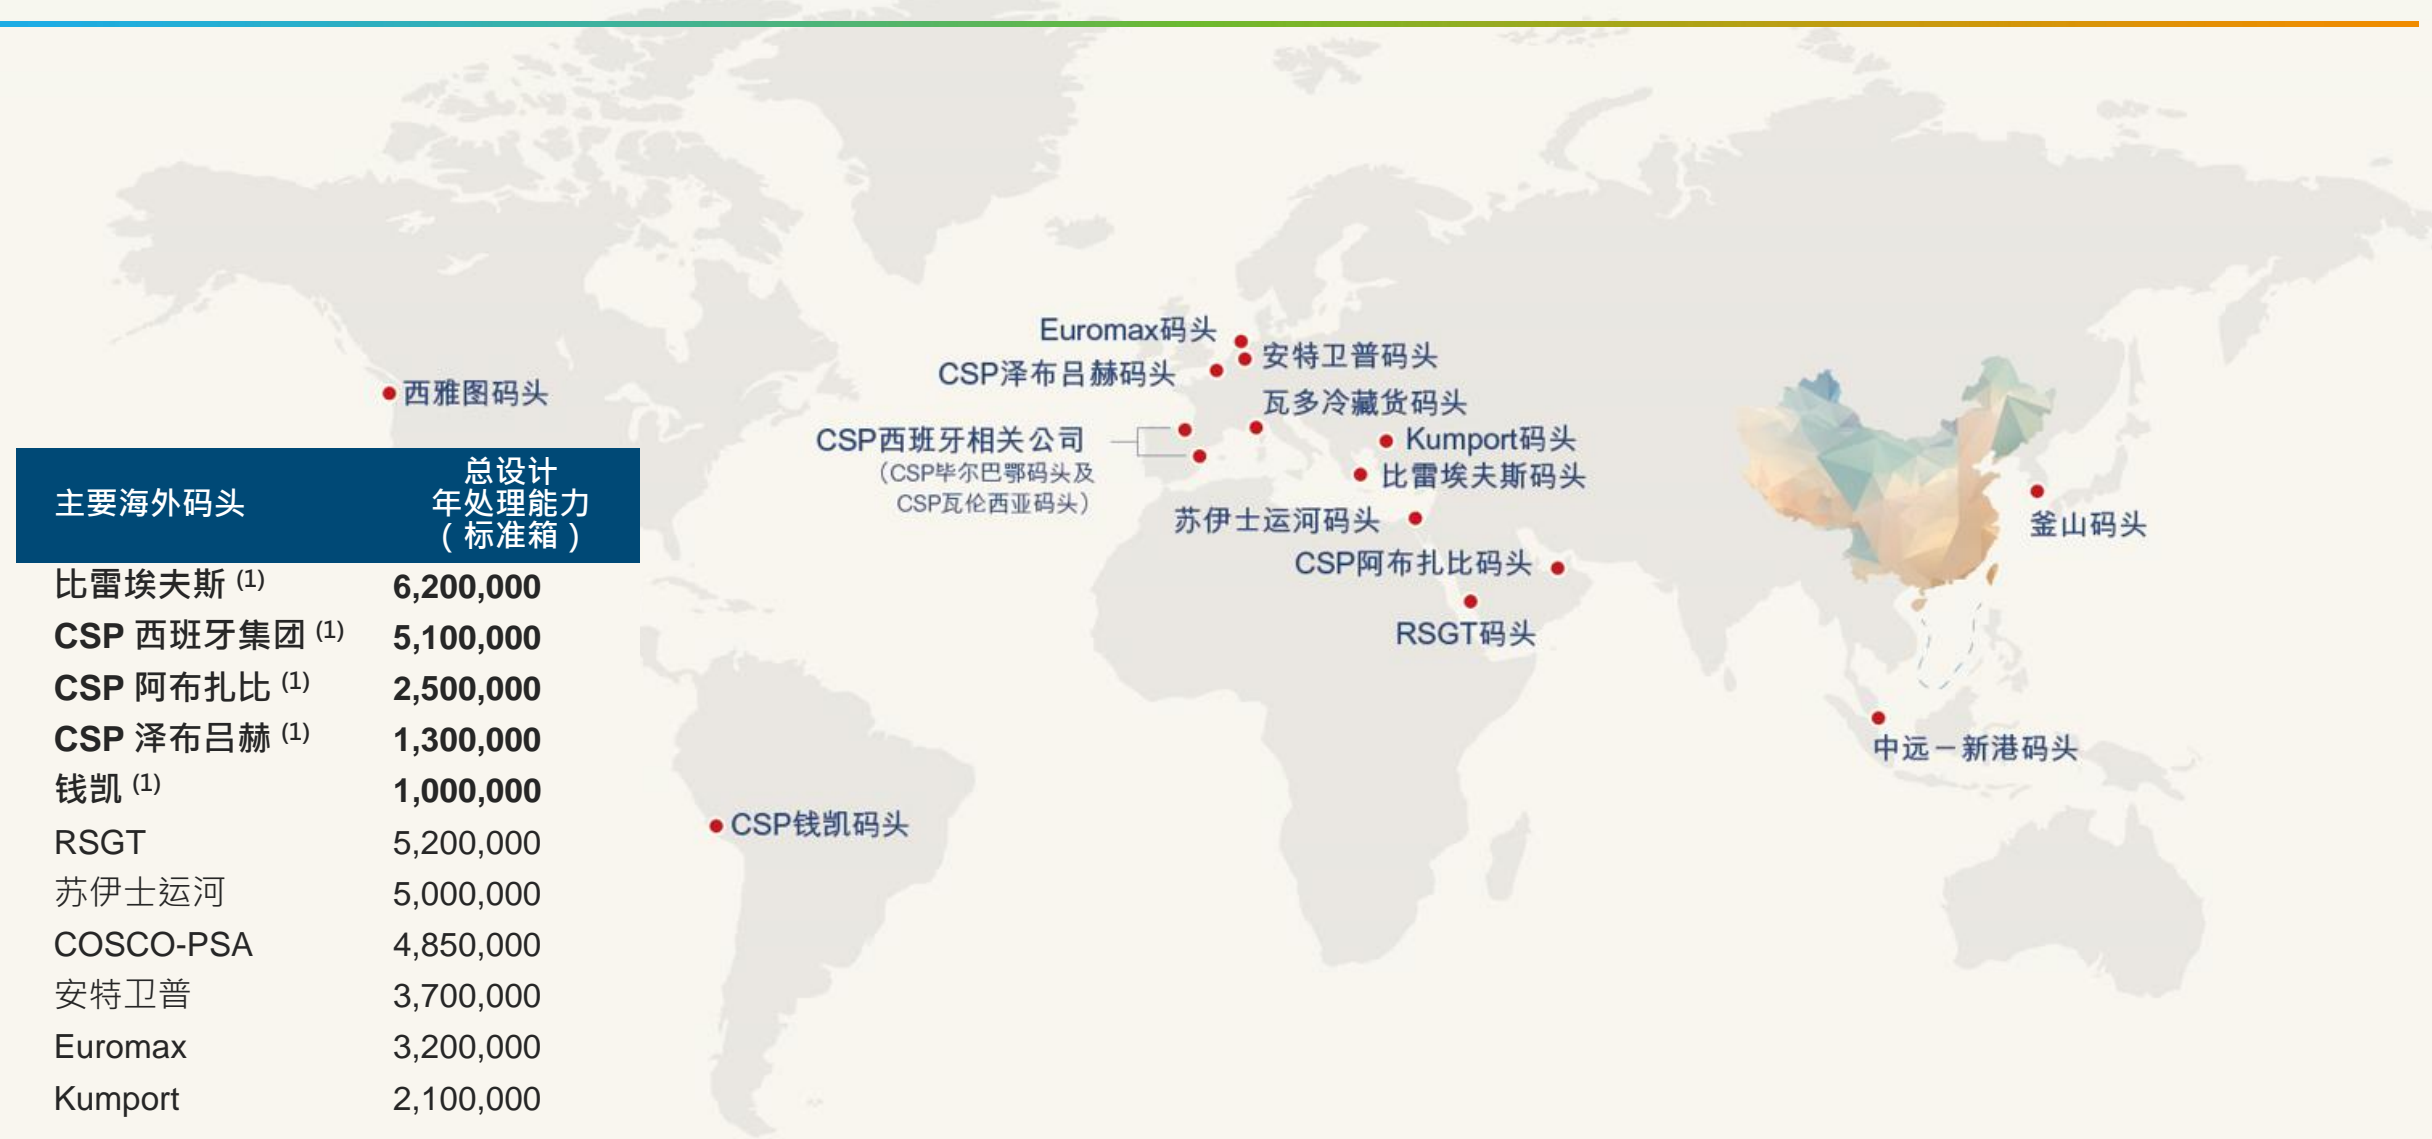 Euromax码头
安特卫普码头
CSP泽布吕赫码头
西雅图码头
瓦多冷藏货码头
CSP西班牙相关公司
（CSP毕尔巴鄂码头及
CSP瓦伦西亚码头）
Kumport码头
比雷埃夫斯码头
苏伊士运河码头
釜山码头
CSP阿布扎比码头
RSGT码头
中远－新港码头
CSP钱凯码头
主要海外码头 总设计
年处理能力
（标准箱）
比雷埃夫斯 (1) 6,200,000
CSP 西班牙集团 (1) 5,100,000
CSP 阿布扎比 (1) 2,500,000
CSP 泽布吕赫 (1) 1,300,000
钱凯 (1) 1,000,000
RSGT 5,200,000
苏伊士运河 5,000,000
COSCO-PSA 4,850,000
安特卫普 3,700,000
Euromax 3,200,000
Kumport 2,100,000